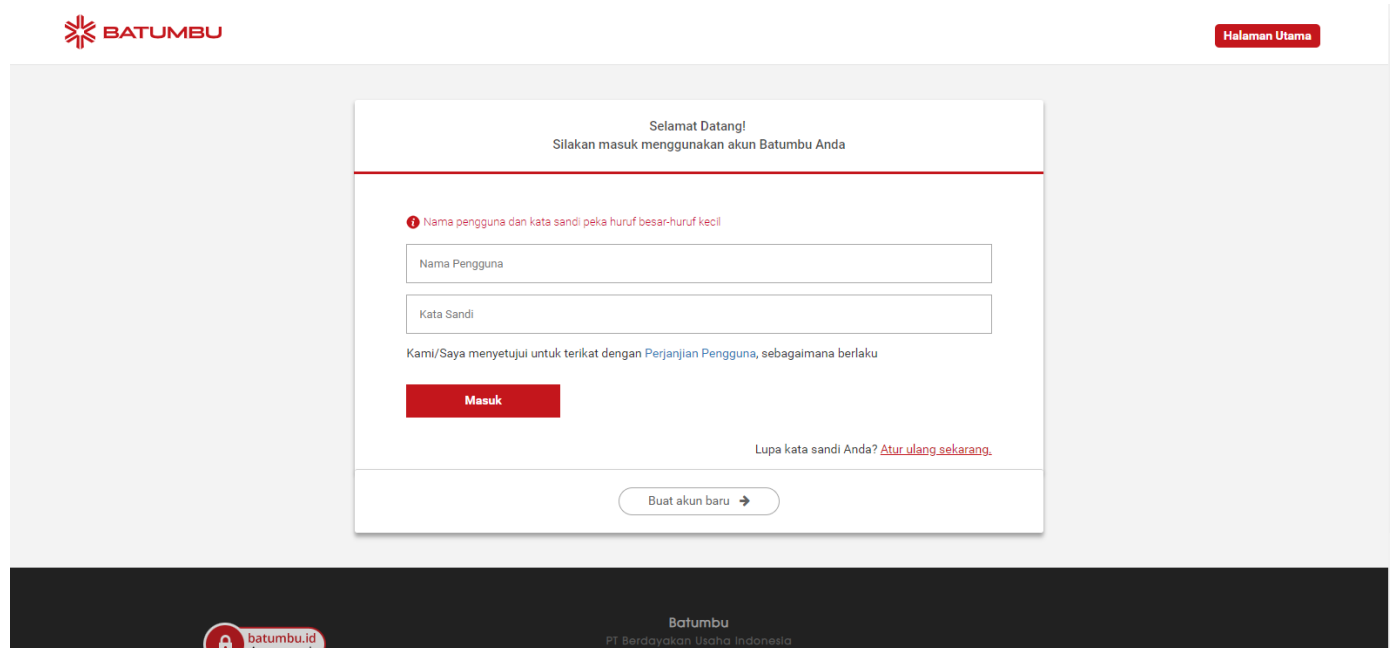 BATUMBU
Halaman Utama
Selamat Datang!
Silakan masuk menggunakan akun Batumbu Anda
Nama pengguna dan kata sandi peka huruf besar-huruf kecil
Nama Pengguna
Kata Sandi
Kami/Saya menyetujui untuk terikat dengan Perjanjian Pengguna, sebagaimana berlaku
Masuk
Lupa kata sandi Anda? Atur ulang sekarang.
Buat akun baru
Batumbu
batumbu.id
PT Berdayakan Usaha Indonesia